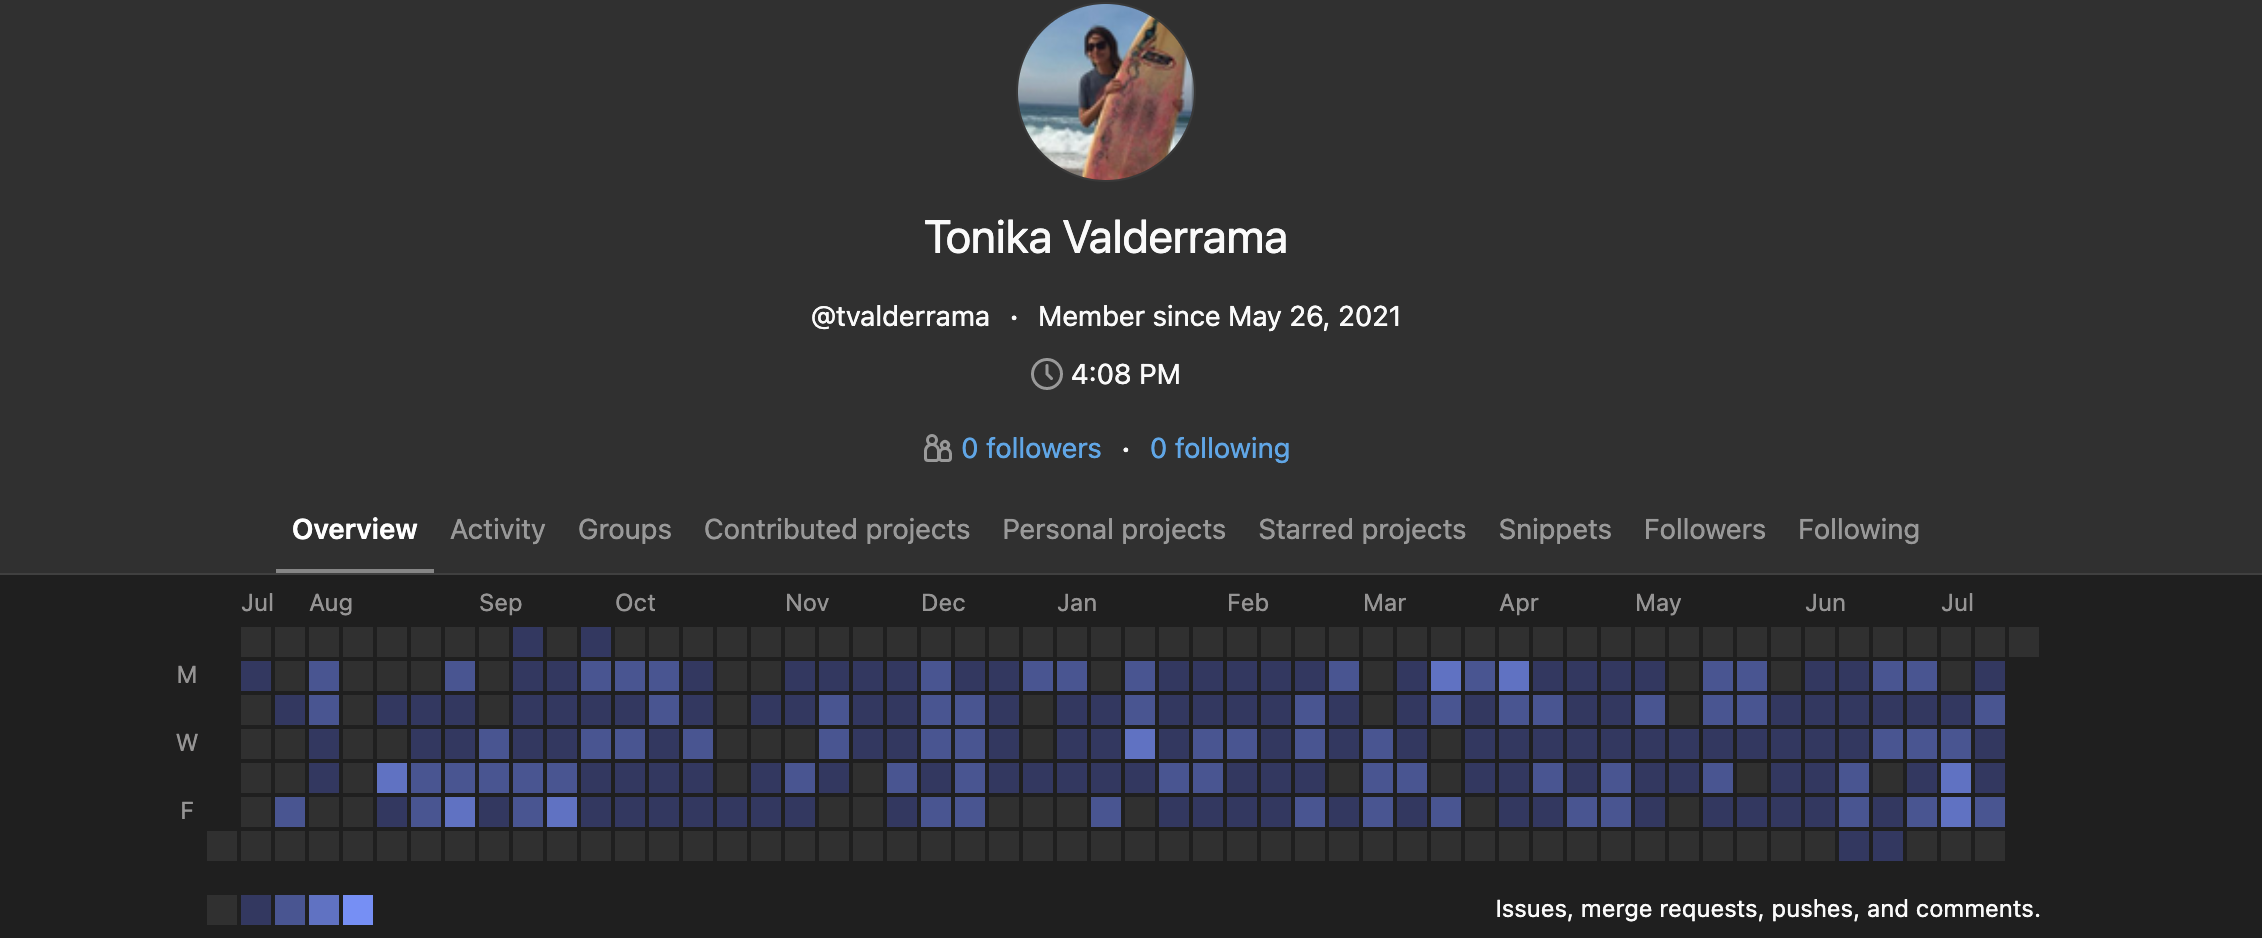 Tonika Valderrama
@tvalderrama · Member since May 26, 2021
4:08 PM
0 followers · 0 following
Overview Activity Groups Contributed projects Personal projects Starred projects Snippets Followers Following
Jul Aug Sep Oct Nov Dec Jan Feb Mar Apr May Jun Jul
M
W
F
Issues, merge requests, pushes, and comments.